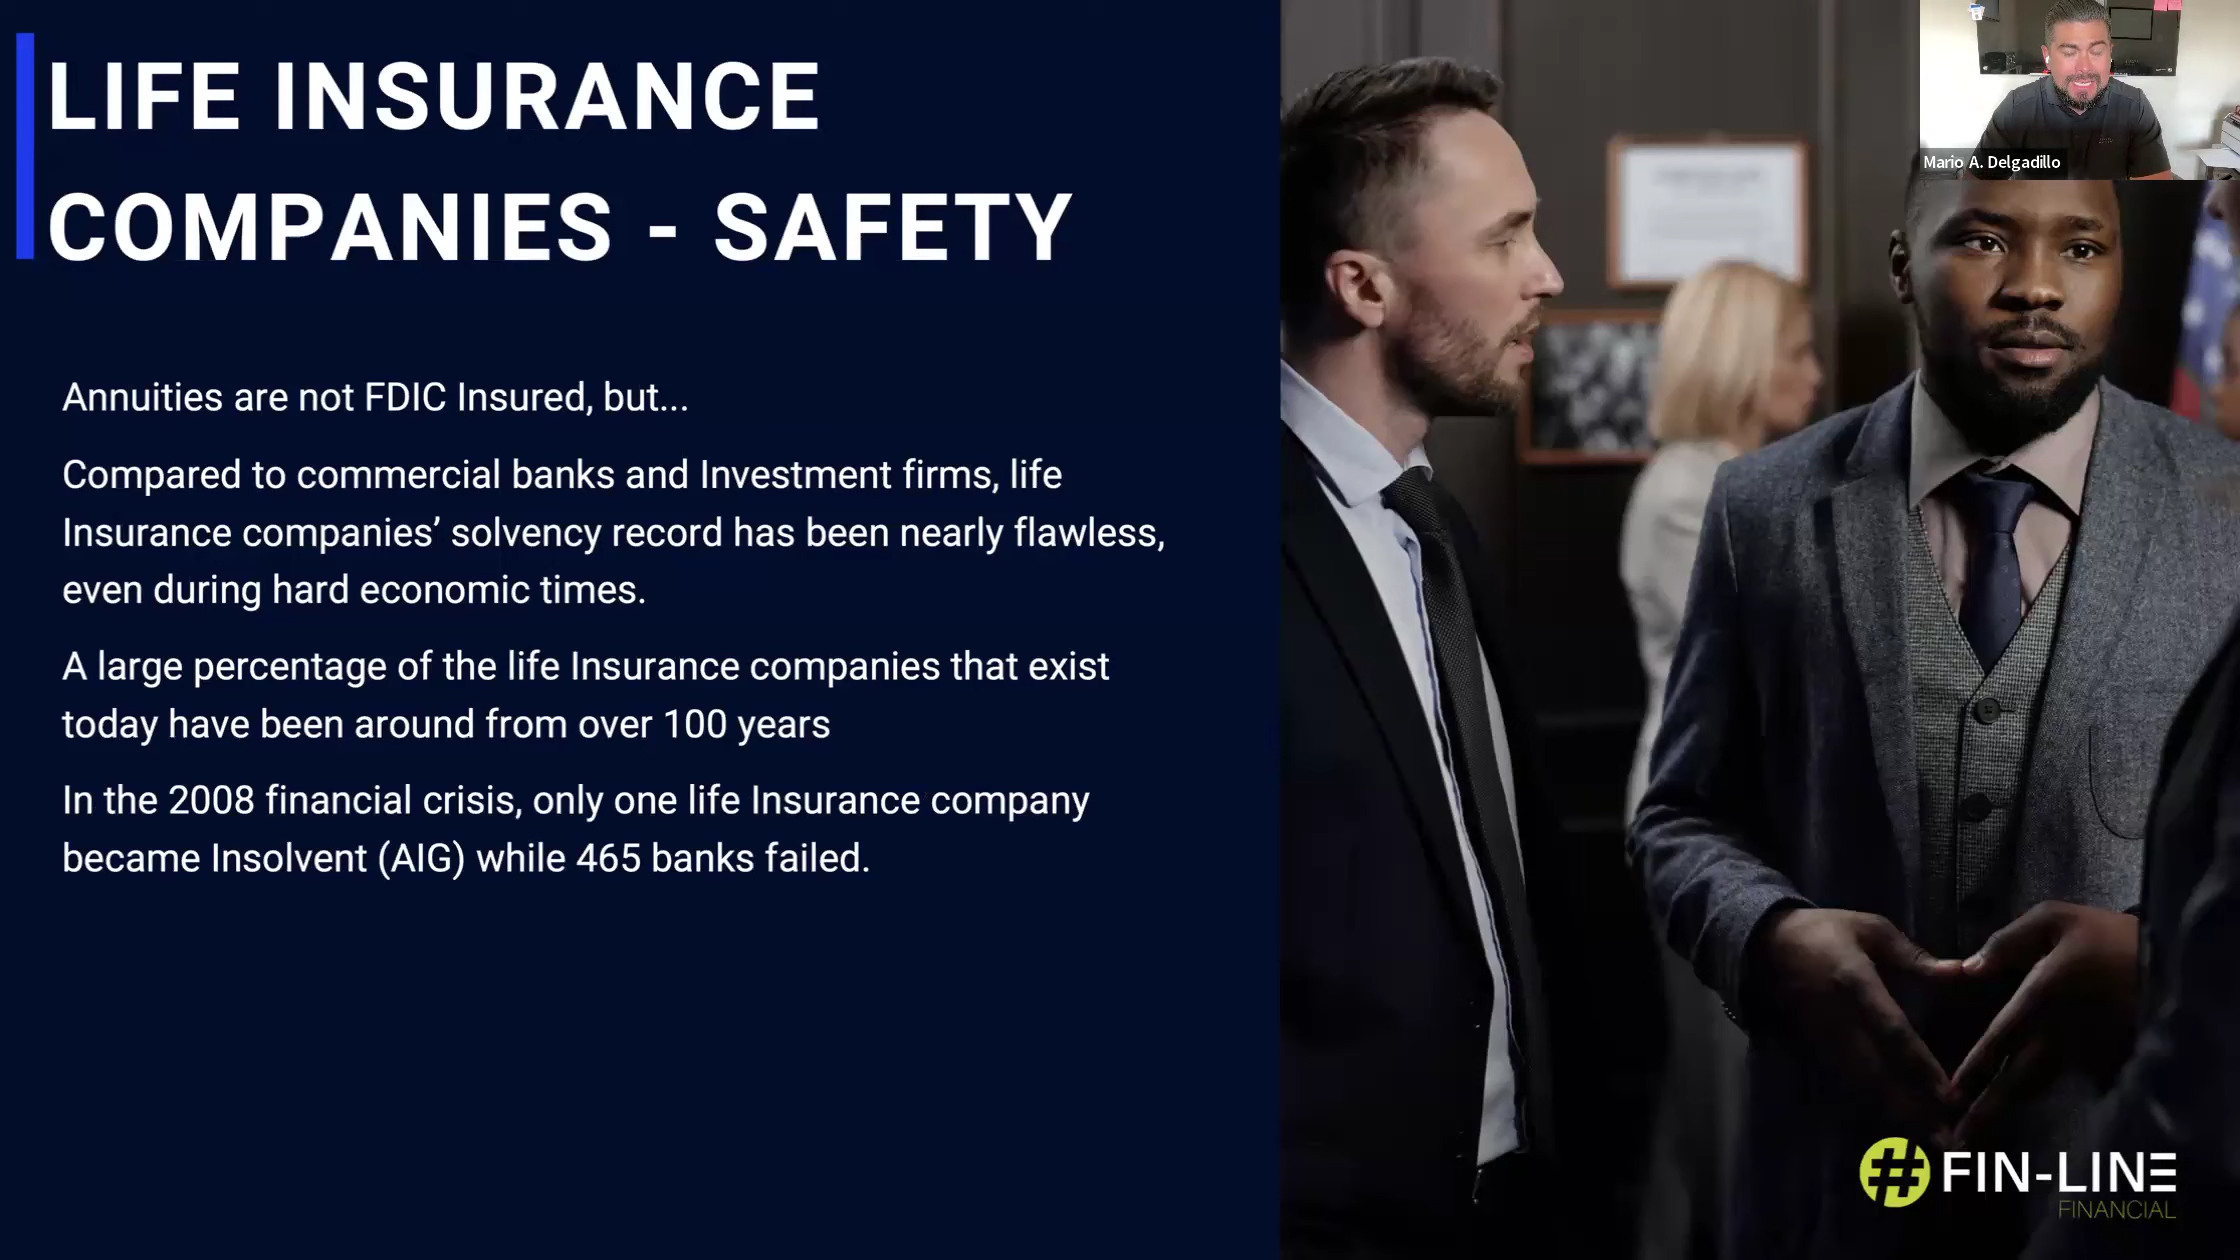 LIFE INSURANCE
COMPANIES - SAFETY
Annuities are not FDIC Insured, but...
Compared to commercial banks and Investment firms, life
Insurance companies’ solvency record has been nearly flawless,
even during hard economic times.
A large percentage of the life Insurance companies that exist
today have been around from over 100 years
In the 2008 financial crisis, only one life Insurance company
became Insolvent (AIG) while 465 banks failed.
Mario A. Delgadillo
# FIN-LINE
FINANCIAL